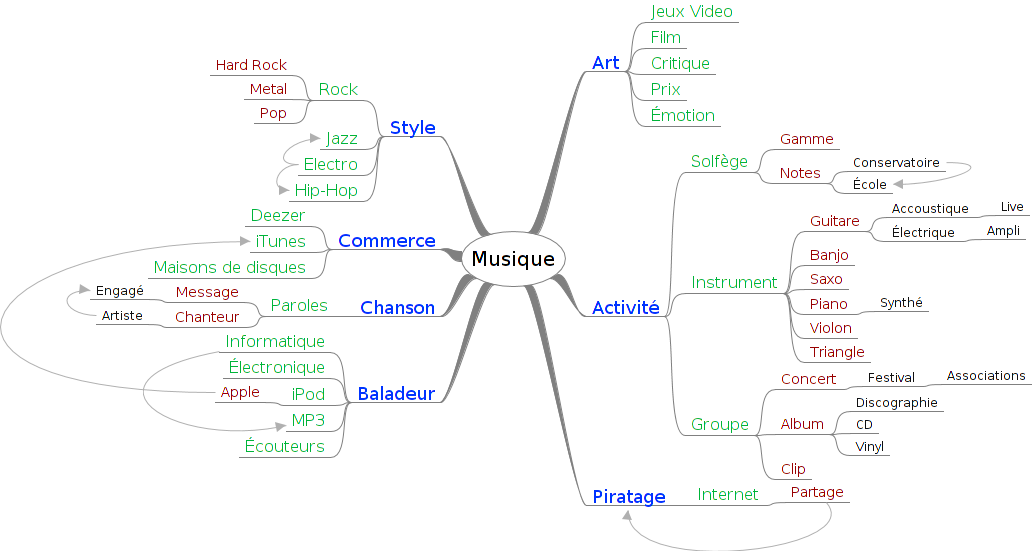 Musique
Art
Jeux Video
Film
Critique
Prix
Émotion
Activité
Solfège
Gamme
Notes
Conservatoire
École
Instrument
Guitare
Accoustique
Live
Électrique
Ampli
Banjo
Saxo
Piano
Synthé
Violon
Triangle
Groupe
Concert
Festival
Associations
Album
Discographie
CD
Vinyl
Clip
Piratage
Internet
Partage
Style
Rock
Hard Rock
Metal
Pop
Jazz
Electro
Hip-Hop
Commerce
Deezer
iTunes
Maisons de disques
Chanson
Paroles
Message
Engagé
Chanteur
Artiste
Baladeur
Informatique
Électronique
iPod
Apple
MP3
Écouteurs